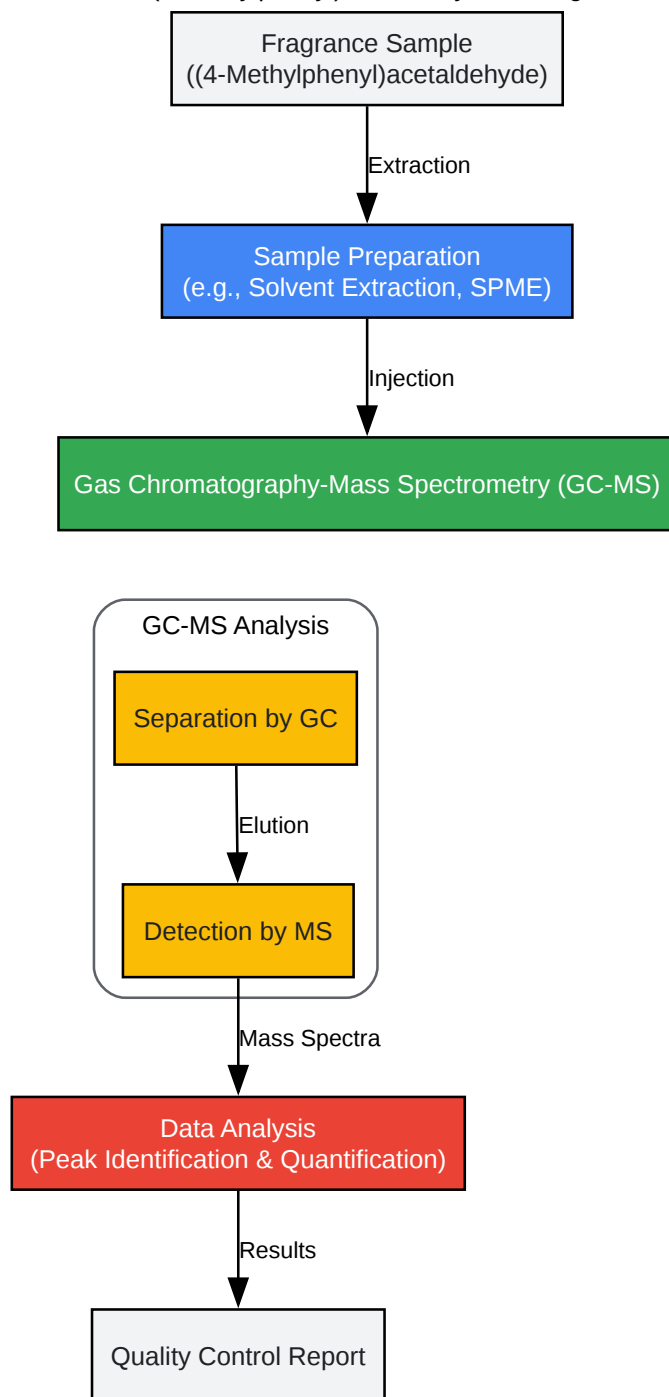 Fragrance Sample
((4-Methylphenyl)acetaldehyde)
Extraction
Sample Preparation
(e.g., Solvent Extraction, SPME)
Injection
Gas Chromatography-Mass Spectrometry (GC-MS)
GC-MS Analysis
Separation by GC
Elution
Detection by MS
Mass Spectra
Data Analysis
(Peak Identification & Quantification)
Results
Quality Control Report